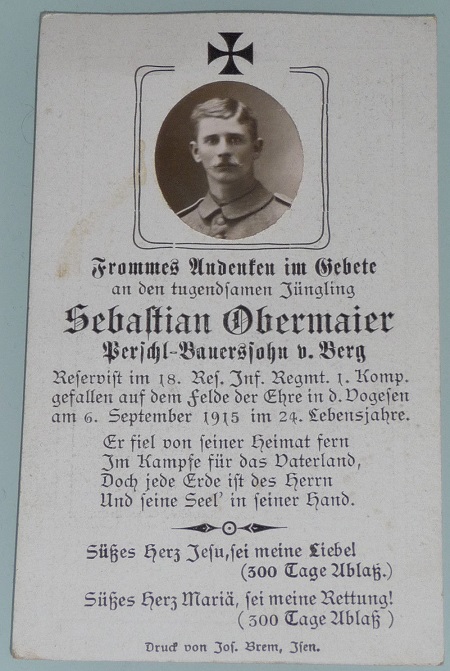 Frommes Andenken im Gebete
an den tugendsamen Jüngling
Sebastian Obermaier
Perschl-Bauerssohn v. Berg
Reservist im 18. Res. Inf. Regmt. 1. Komp.
gefallen auf dem Felde der Ehre in d. Vogesen
am 6. September 1915 im 24. Lebensjahre.
Er fiel von seiner Heimat fern
Im Kampfe für das Vaterland,
Doch jede Erde ist des Herrn
Und seine Seel' in seiner Hand.
Süßes Herz Jesu, sei meine Liebe!
(300 Tage Ablaß.)
Süßes Herz Mariä, sei meine Rettung!
(300 Tage Ablaß)
Druck von Jos. Brem, Isen.